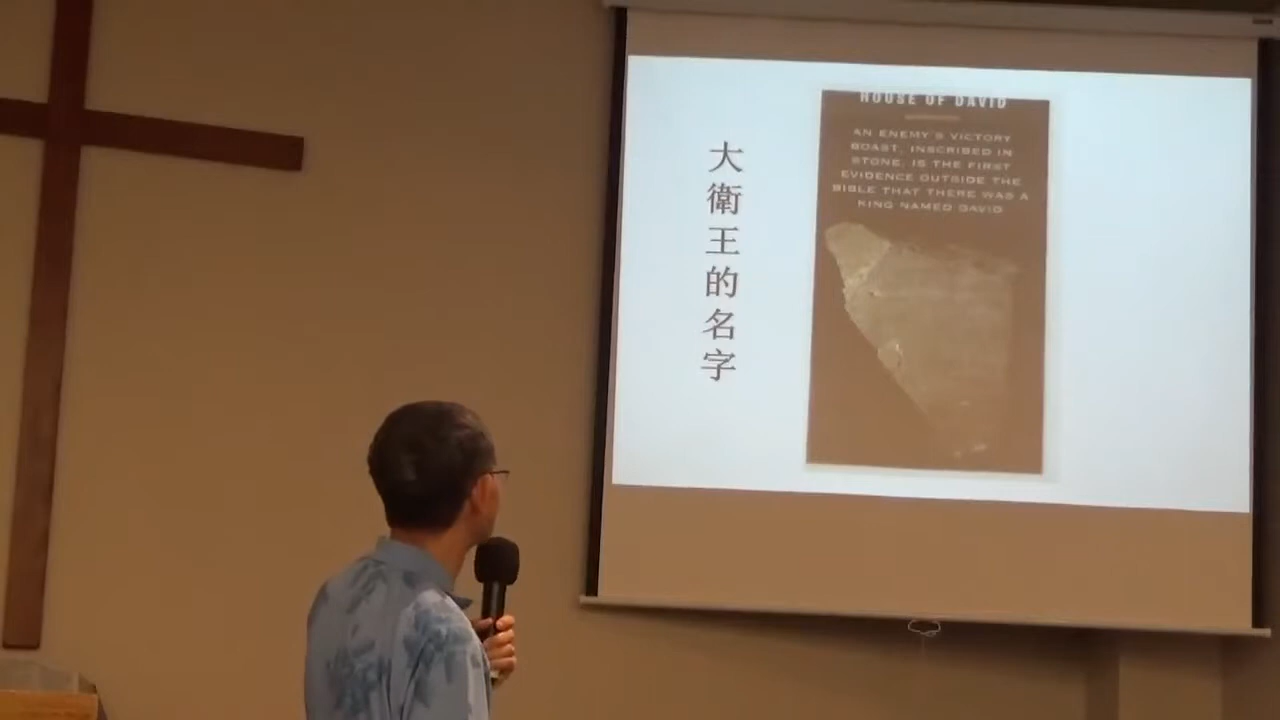 大衛王的名字
HOUSE OF DAVID
AN ENEMY'S VICTORY
BOAST, INSCRIBED IN
STONE, IS THE FIRST
EVIDENCE OUTSIDE THE
BIBLE THAT THERE WAS A
KING NAMED DAVID